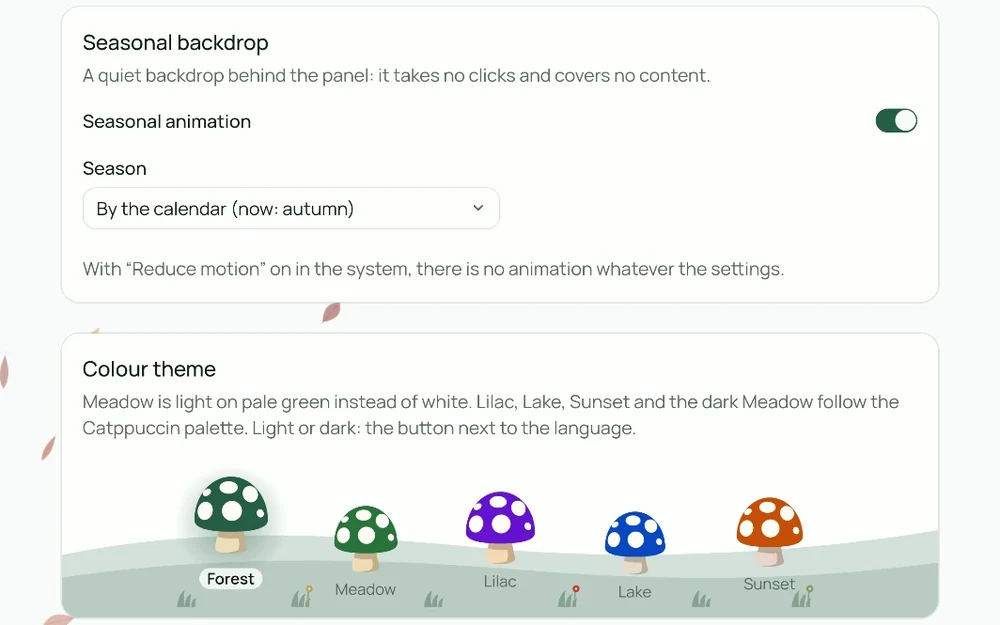 Seasonal backdrop
A quiet backdrop behind the panel: it takes no clicks and covers no content.
Seasonal animation
Season
By the calendar (now: autumn)
With “Reduce motion” on in the system, there is no animation whatever the settings.
Colour theme
Meadow is light on pale green instead of white. Lilac, Lake, Sunset and the dark Meadow follow the
Catppuccin palette. Light or dark: the button next to the language.
Forest
Meadow
Lilac
Lake
Sunset